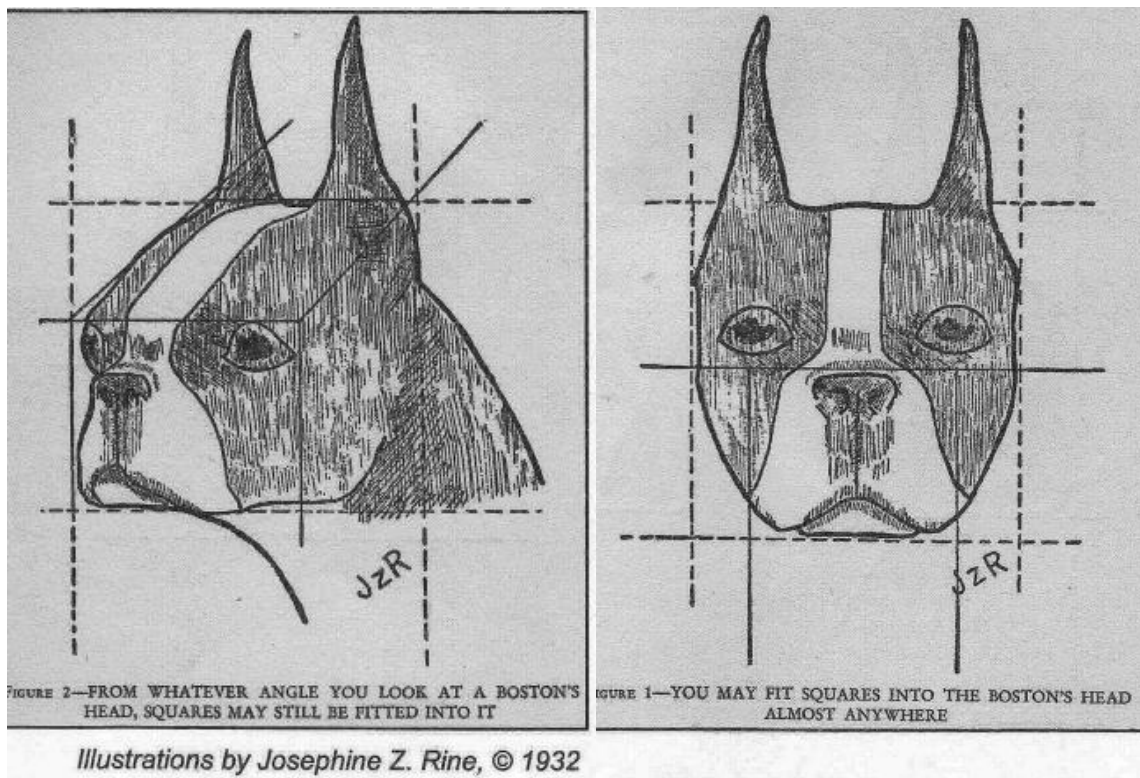 JzR
FIGURE 2—FROM WHATEVER ANGLE YOU LOOK AT A BOSTON'S
HEAD, SQUARES MAY STILL BE FITTED INTO IT
Illustrations by Josephine Z. Rine, © 1932
JzR
IGURE 1—YOU MAY FIT SQUARES INTO THE BOSTON'S HEAD
ALMOST ANYWHERE